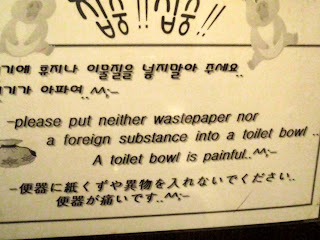 기에 휴지나 이물질을 넣지말아 주세요..
기가 아파여..^^;–
–please put neither wastepaper nor
a foreign substance into a toilet bowl ..
A toilet bowl is painful..^^;–
–便器に紙くずや異物を入れないでください..
便器が痛いです..^^;–